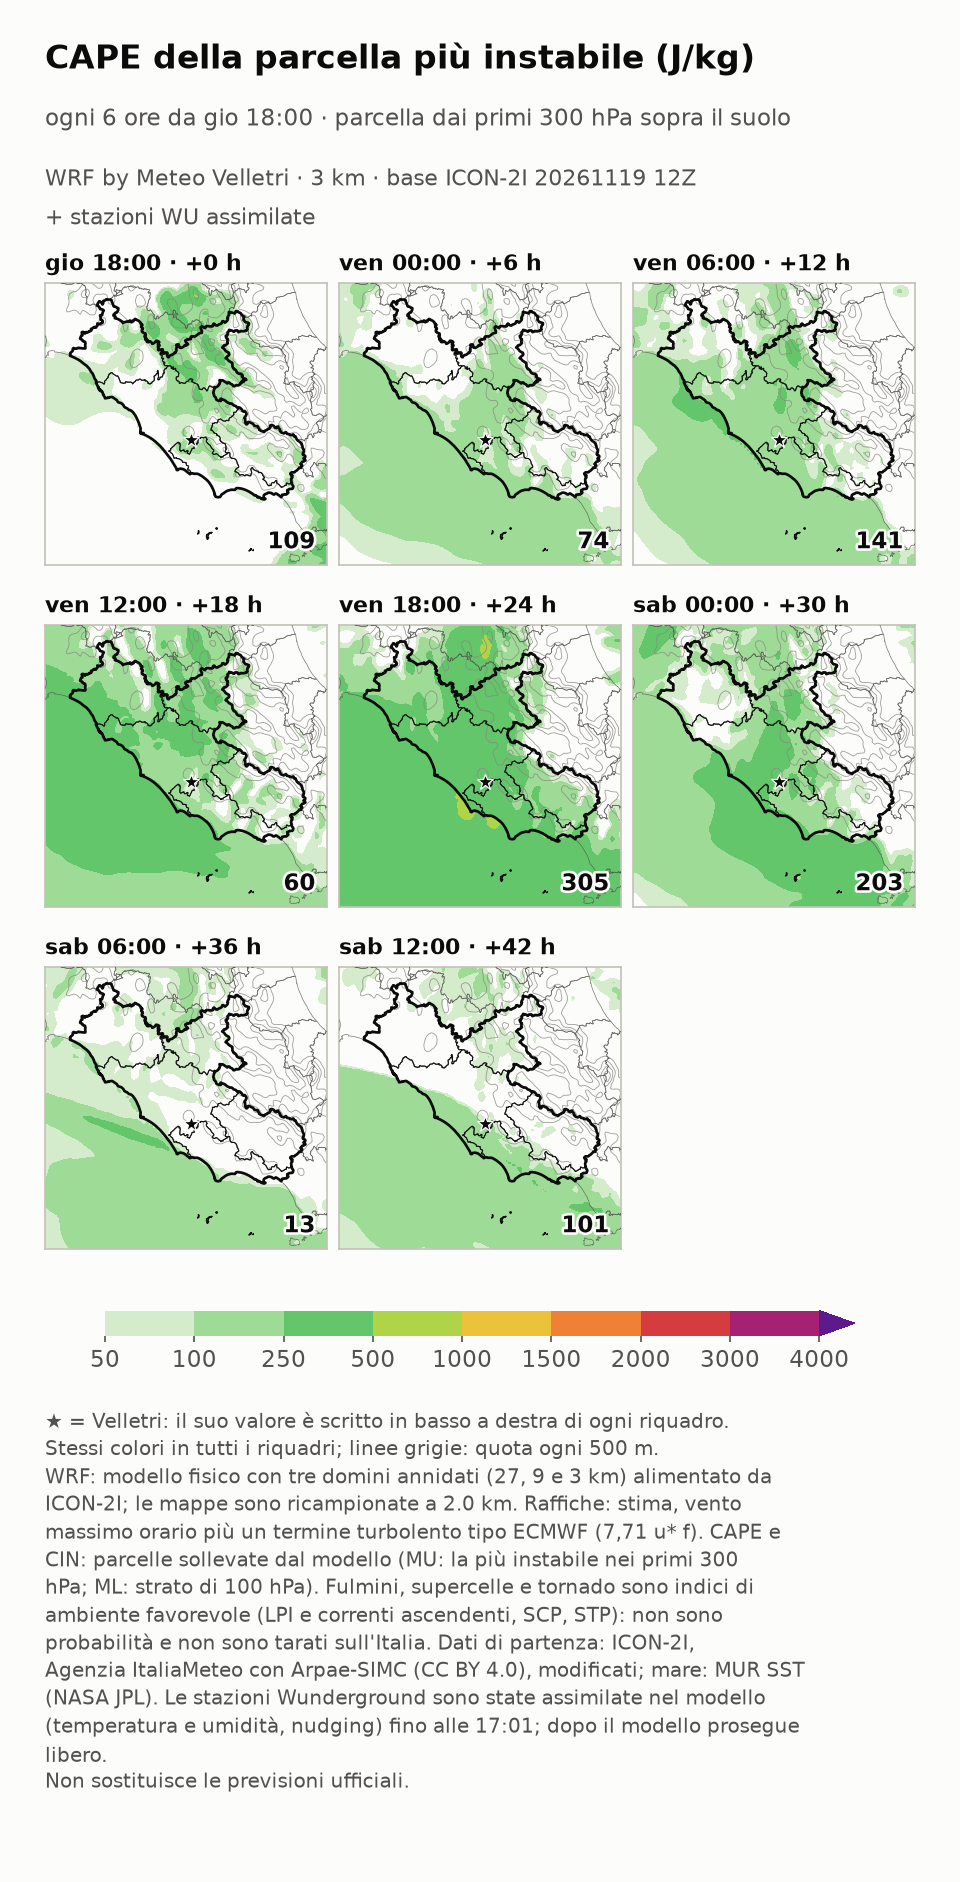 CAPE della parcella più instabile (J/kg)
ogni 6 ore da gio 18:00 · parcella dai primi 300 hPa sopra il suolo
WRF by Meteo Velletri · 3 km · base ICON-2I 20261119 12Z
+ stazioni WU assimilate
gio 18:00 · +0 h
ven 00:00 · +6 h
ven 06:00 · +12 h
109
74
141
ven 12:00 · +18 h
ven 18:00 · +24 h
sab 00:00 · +30 h
60
305
203
sab 06:00 · +36 h
sab 12:00 · +42 h
13
101
50 100 250 500 1000 1500 2000 3000 4000
★ = Velletri: il suo valore è scritto in basso a destra di ogni riquadro.
Stessi colori in tutti i riquadri; linee grigie: quota ogni 500 m.
WRF: modello fisico con tre domini annidati (27, 9 e 3 km) alimentato da
ICON-2I; le mappe sono ricampionate a 2.0 km. Raffiche: stima, vento
massimo orario più un termine turbolento tipo ECMWF (7,71 u* f). CAPE e
CIN: parcelle sollevate dal modello (MU: la più instabile nei primi 300
hPa; ML: strato di 100 hPa). Fulmini, supercelle e tornado sono indici di
ambiente favorevole (LPI e correnti ascendenti, SCP, STP): non sono
probabilità e non sono tarati sull'Italia. Dati di partenza: ICON-2I,
Agenzia ItaliaMeteo con Arpae-SIMC (CC BY 4.0), modificati; mare: MUR SST
(NASA JPL). Le stazioni Wunderground sono state assimilate nel modello
(temperatura e umidità, nudging) fino alle 17:01; dopo il modello prosegue
libero.
Non sostituisce le previsioni ufficiali.